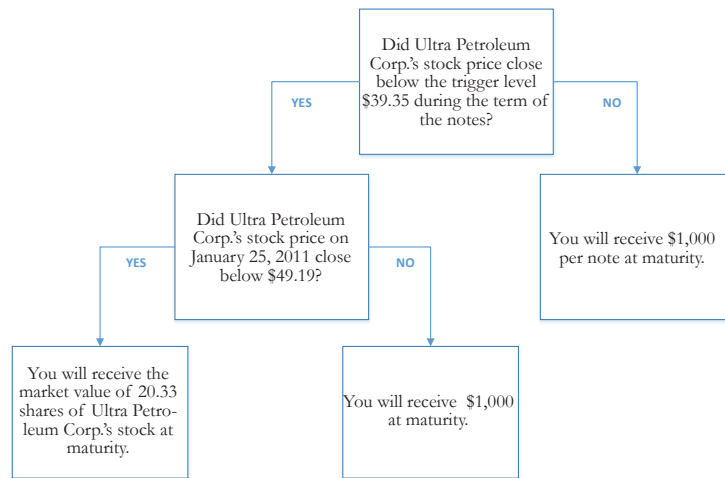 Did Ultra Petroleum
Corp.'s stock price close
below the trigger level
$39.35 during the term of
the notes?
YES
NO
Did Ultra Petroleum
Corp.'s stock price on
January 25, 2011 close
below $49.19?
You will receive $1,000
per note at maturity.
YES
NO
You will receive the
market value of 20.33
shares of Ultra Petro-
leum Corp.'s stock at
maturity.
You will receive $1,000
at maturity.